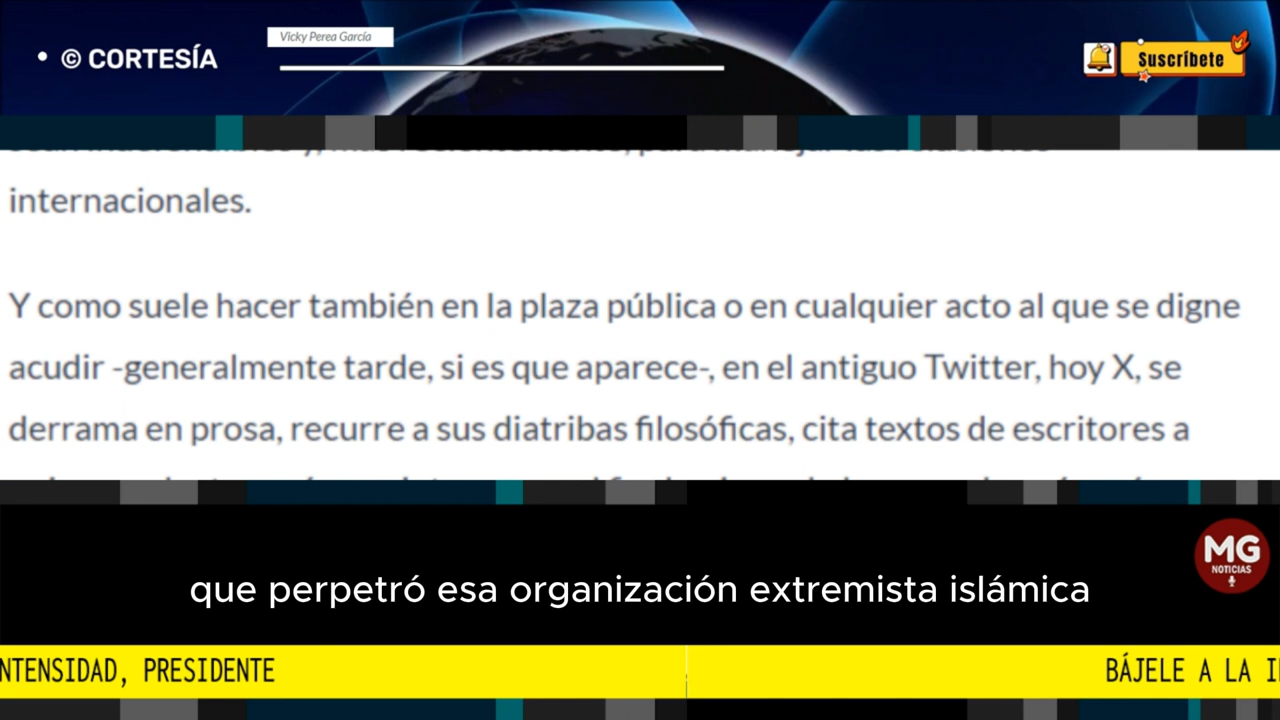 Vicky Perea García
• © CORTESÍA
Suscríbete
internacionales.
Y como suele hacer también en la plaza pública o en cualquier acto al que se digne
acudir -generalmente tarde, si es que aparece-, en el antiguo Twitter, hoy X, se
derrama en prosa, recurre a sus diatribas filosóficas, cita textos de escritores a
MG
NOTICIAS
que perpetró esa organización extremista islámica
NTENSIDAD, PRESIDENTE
BÁJELE A LA I